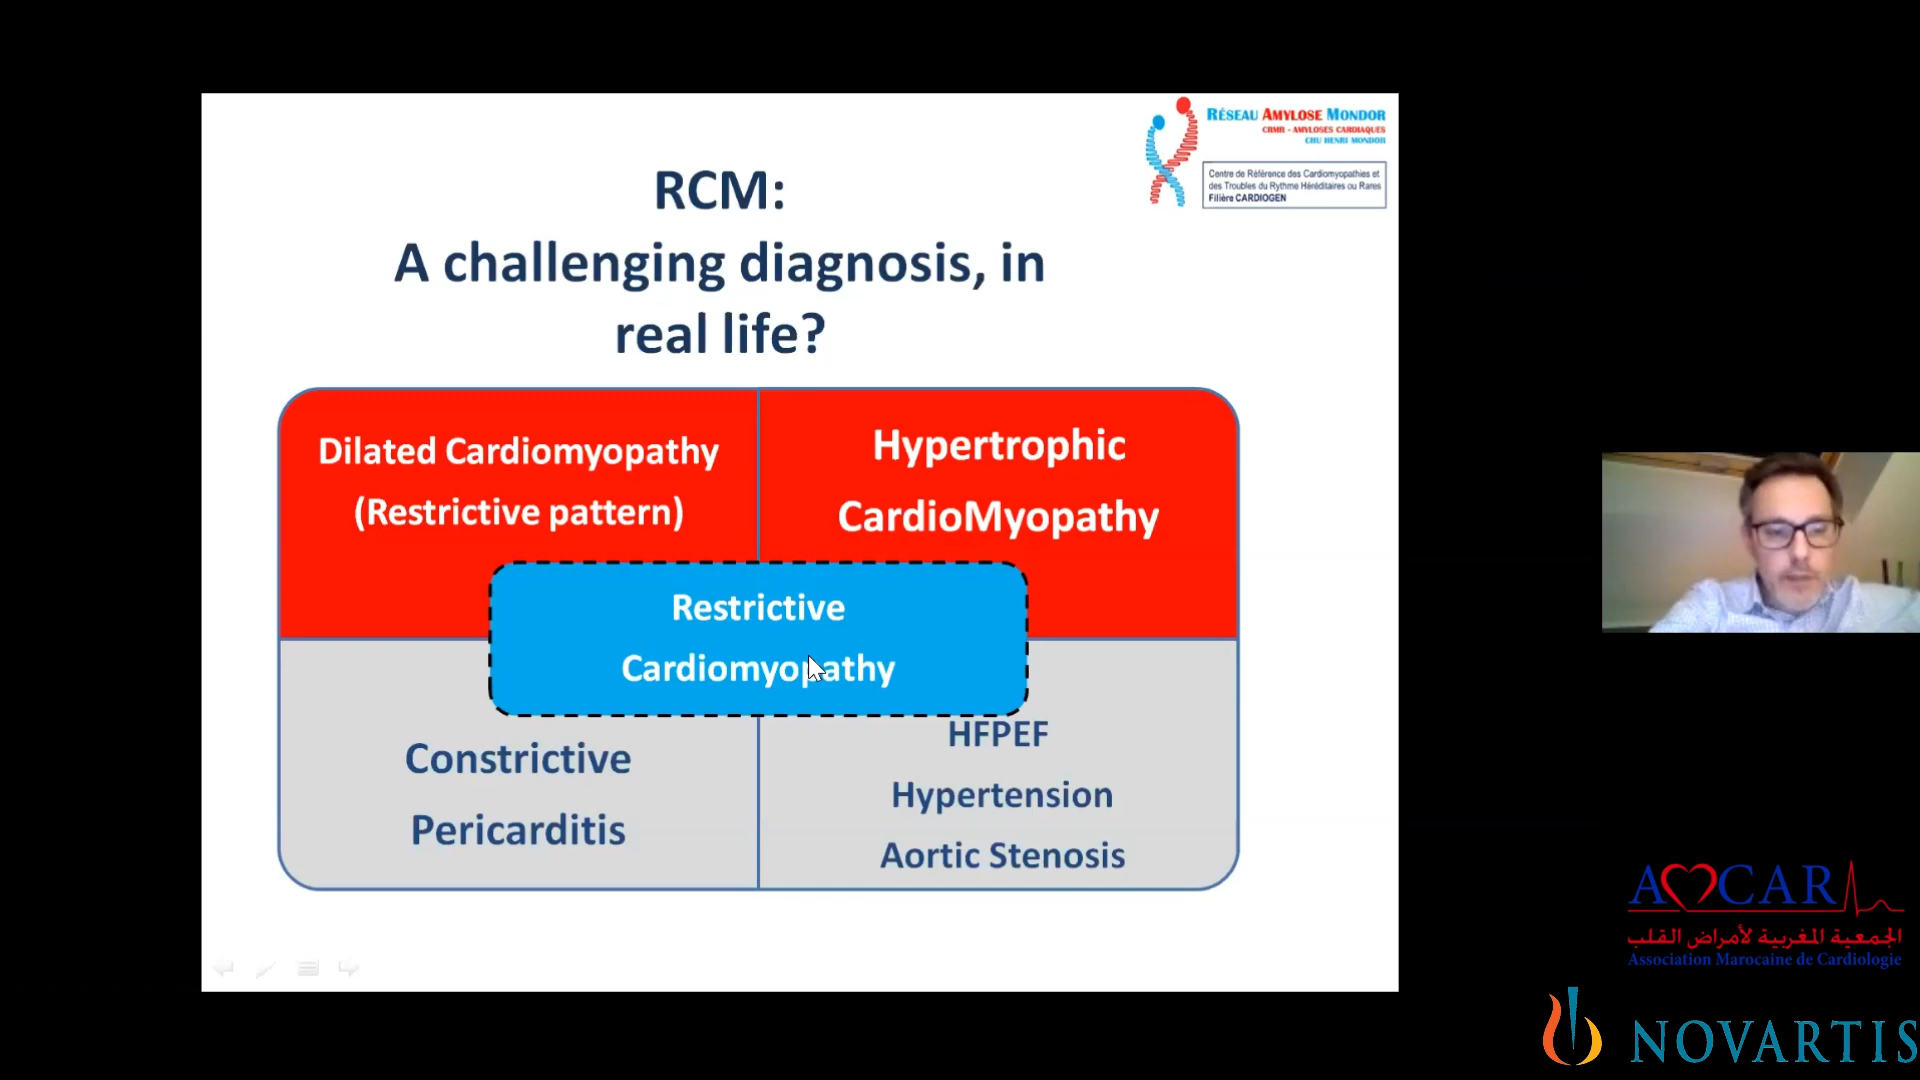 RÉSEAU AMYLOSE MONDOR
CRMR - AMYLOSES CARDIAQUES
CHU HENRI MONDOR
Centre de Référence des Cardiomyopathies et
des Troubles du Rythme Héréditaires ou Rares
Filière CARDIOGEN
RCM:
A challenging diagnosis, in
real life?
Dilated Cardiomyopathy
(Restrictive pattern)
Hypertrophic
CardioMyopathy
Restrictive
Cardiomyopathy
Constrictive
Pericarditis
HFPEF
Hypertension
Aortic Stenosis
AMCAR
الجمعية المغربية لأمراض القلب
Association Marocaine de Cardiologie
NOVARTIS